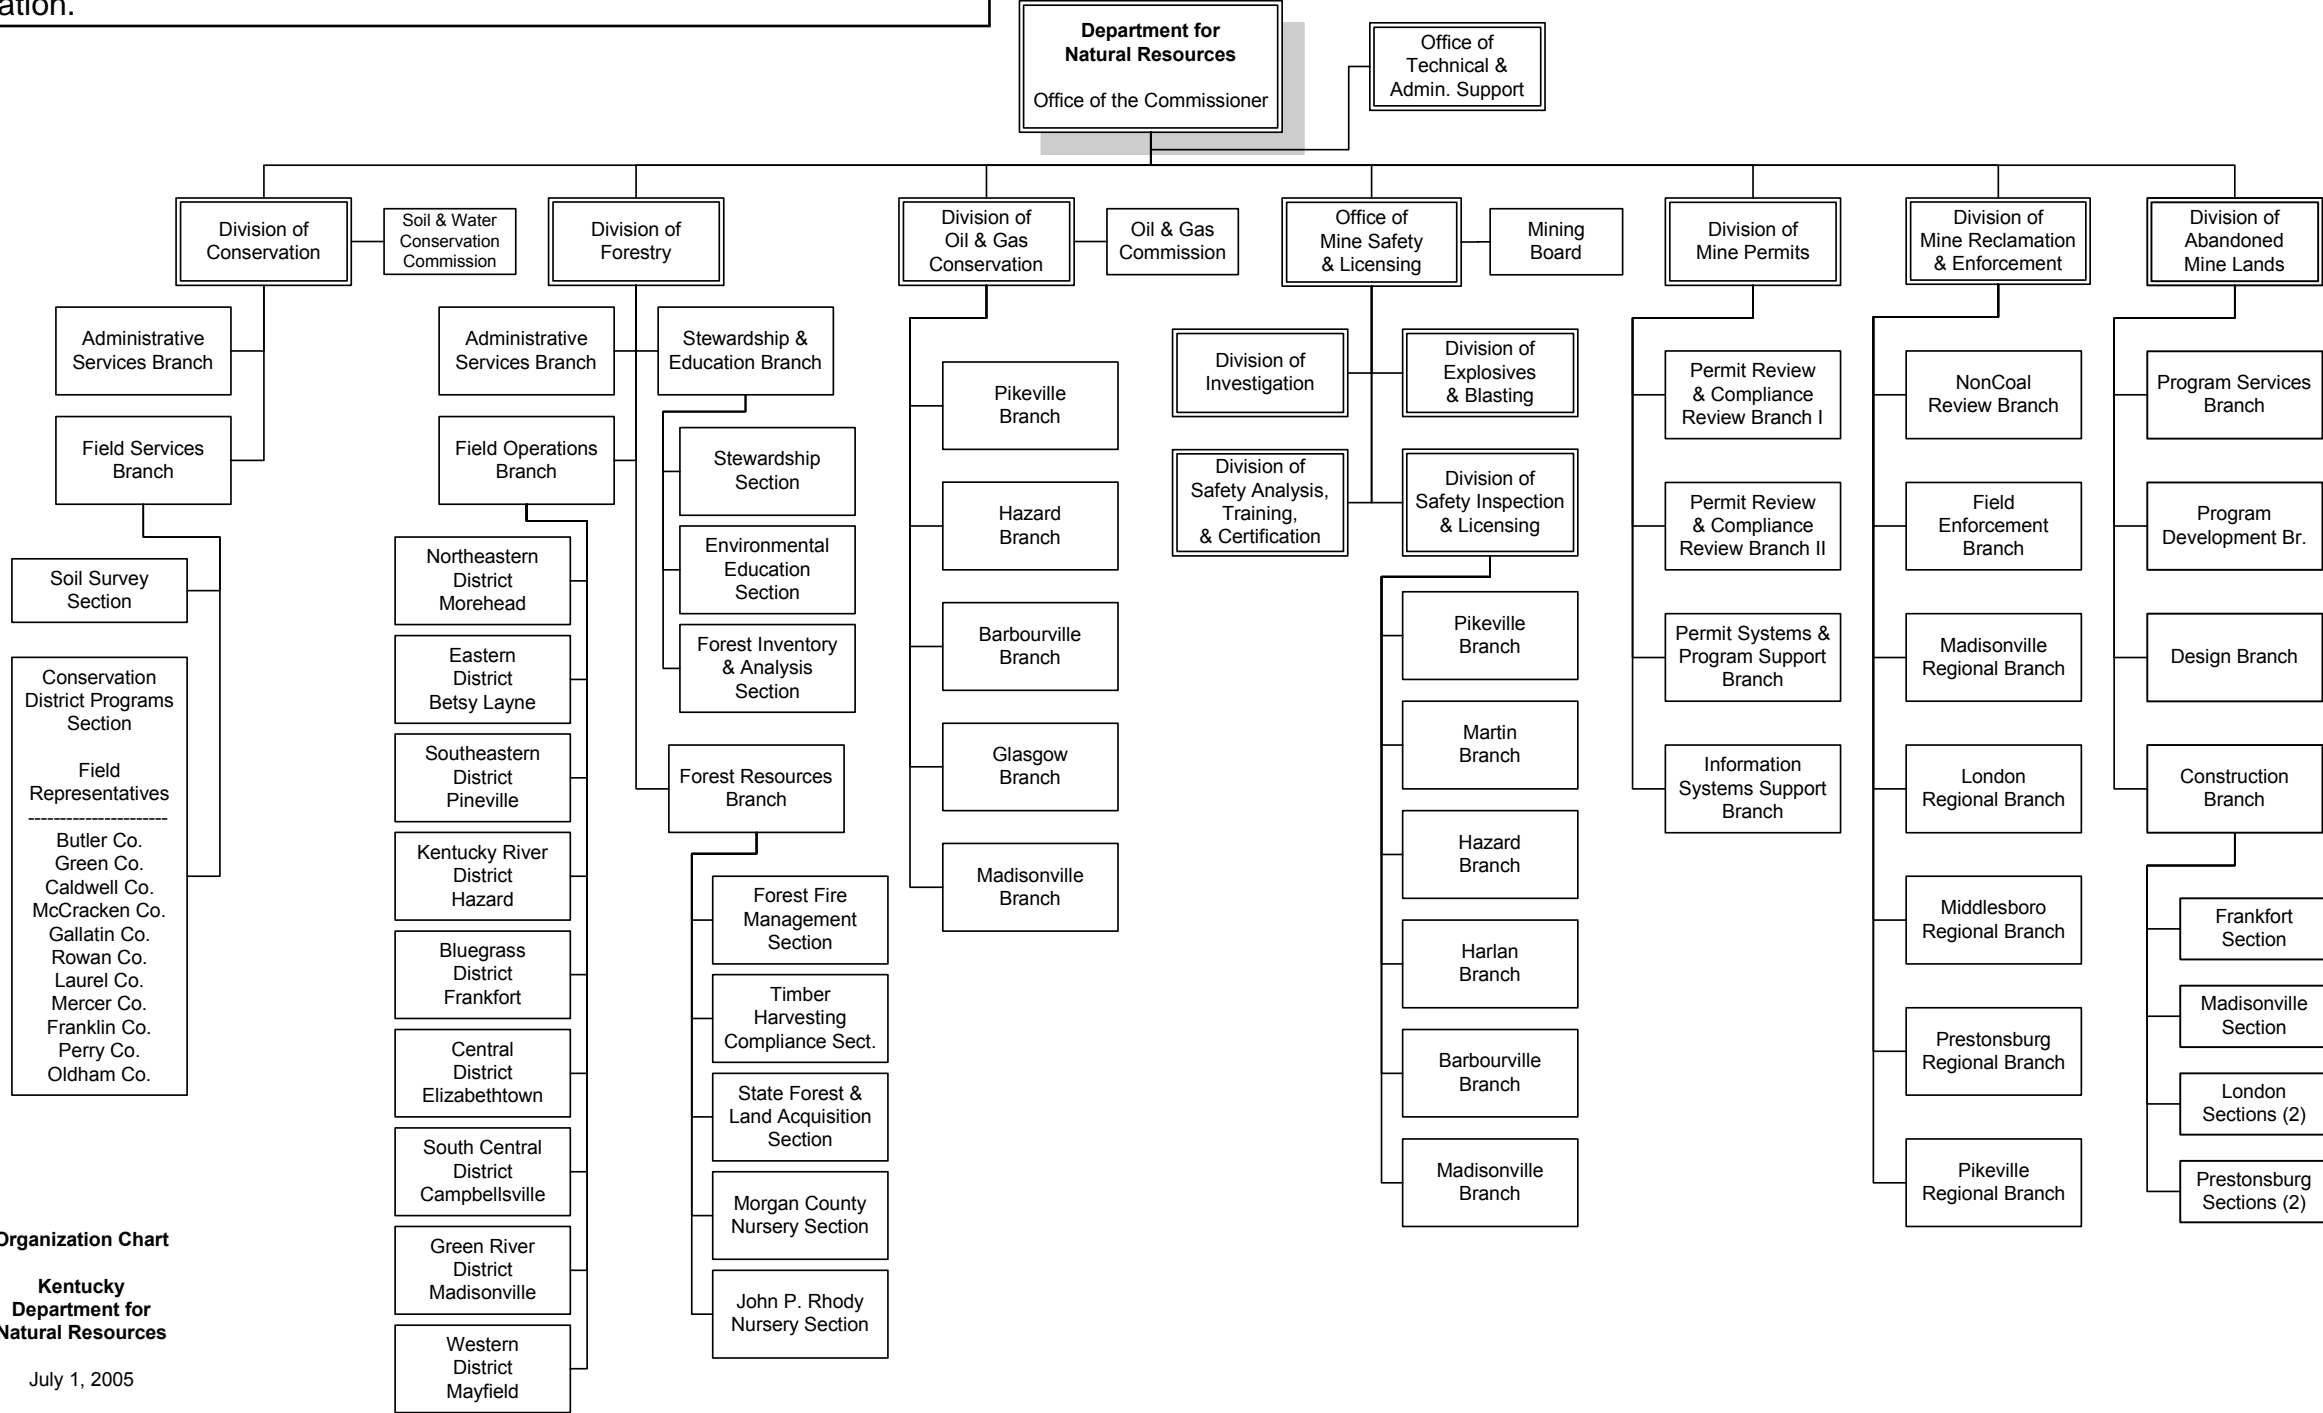 ation.
Department for
Natural Resources
Office of the Commissioner
Office of
Technical &
Admin. Support
Division of
Conservation
Soil & Water
Conservation
Commission
Division of
Forestry
Division of
Oil & Gas
Conservation
Oil & Gas
Commission
Office of
Mine Safety
& Licensing
Mining
Board
Division of
Mine Permits
Division of
Mine Reclamation
& Enforcement
Division of
Abandoned
Mine Lands
Administrative
Services Branch
Field Services
Branch
Soil Survey
Section
Conservation
District Programs
Section
Field
Representatives
----------------------
Butler Co.
Green Co.
Caldwell Co.
McCracken Co.
Gallatin Co.
Rowan Co.
Laurel Co.
Mercer Co.
Franklin Co.
Perry Co.
Oldham Co.
Administrative
Services Branch
Field Operations
Branch
Northeastern
District
Morehead
Eastern
District
Betsy Layne
Southeastern
District
Pineville
Kentucky River
District
Hazard
Bluegrass
District
Frankfort
Central
District
Elizabethtown
South Central
District
Campbellsville
Green River
District
Madisonville
Western
District
Mayfield
Stewardship &
Education Branch
Stewardship
Section
Environmental
Education
Section
Forest Inventory
& Analysis
Section
Forest Resources
Branch
Forest Fire
Management
Section
Timber
Harvesting
Compliance Sect.
State Forest &
Land Acquisition
Section
Morgan County
Nursery Section
John P. Rhody
Nursery Section
Pikeville
Branch
Hazard
Branch
Barbourville
Branch
Glasgow
Branch
Madisonville
Branch
Division of
Investigation
Division of
Explosives
& Blasting
Division of
Safety Analysis,
Training,
& Certification
Division of
Safety Inspection
& Licensing
Pikeville
Branch
Martin
Branch
Hazard
Branch
Harlan
Branch
Barbourville
Branch
Madisonville
Branch
Permit Review
& Compliance
Review Branch I
Permit Review
& Compliance
Review Branch II
Permit Systems &
Program Support
Branch
Information
Systems Support
Branch
NonCoal
Review Branch
Field
Enforcement
Branch
Madisonville
Regional Branch
London
Regional Branch
Middlesboro
Regional Branch
Prestonsburg
Regional Branch
Pikeville
Regional Branch
Program Services
Branch
Program
Development Br.
Design Branch
Construction
Branch
Frankfort
Section
Madisonville
Section
London
Sections (2)
Prestonsburg
Sections (2)
Organization Chart
Kentucky
Department for
Natural Resources
July 1, 2005